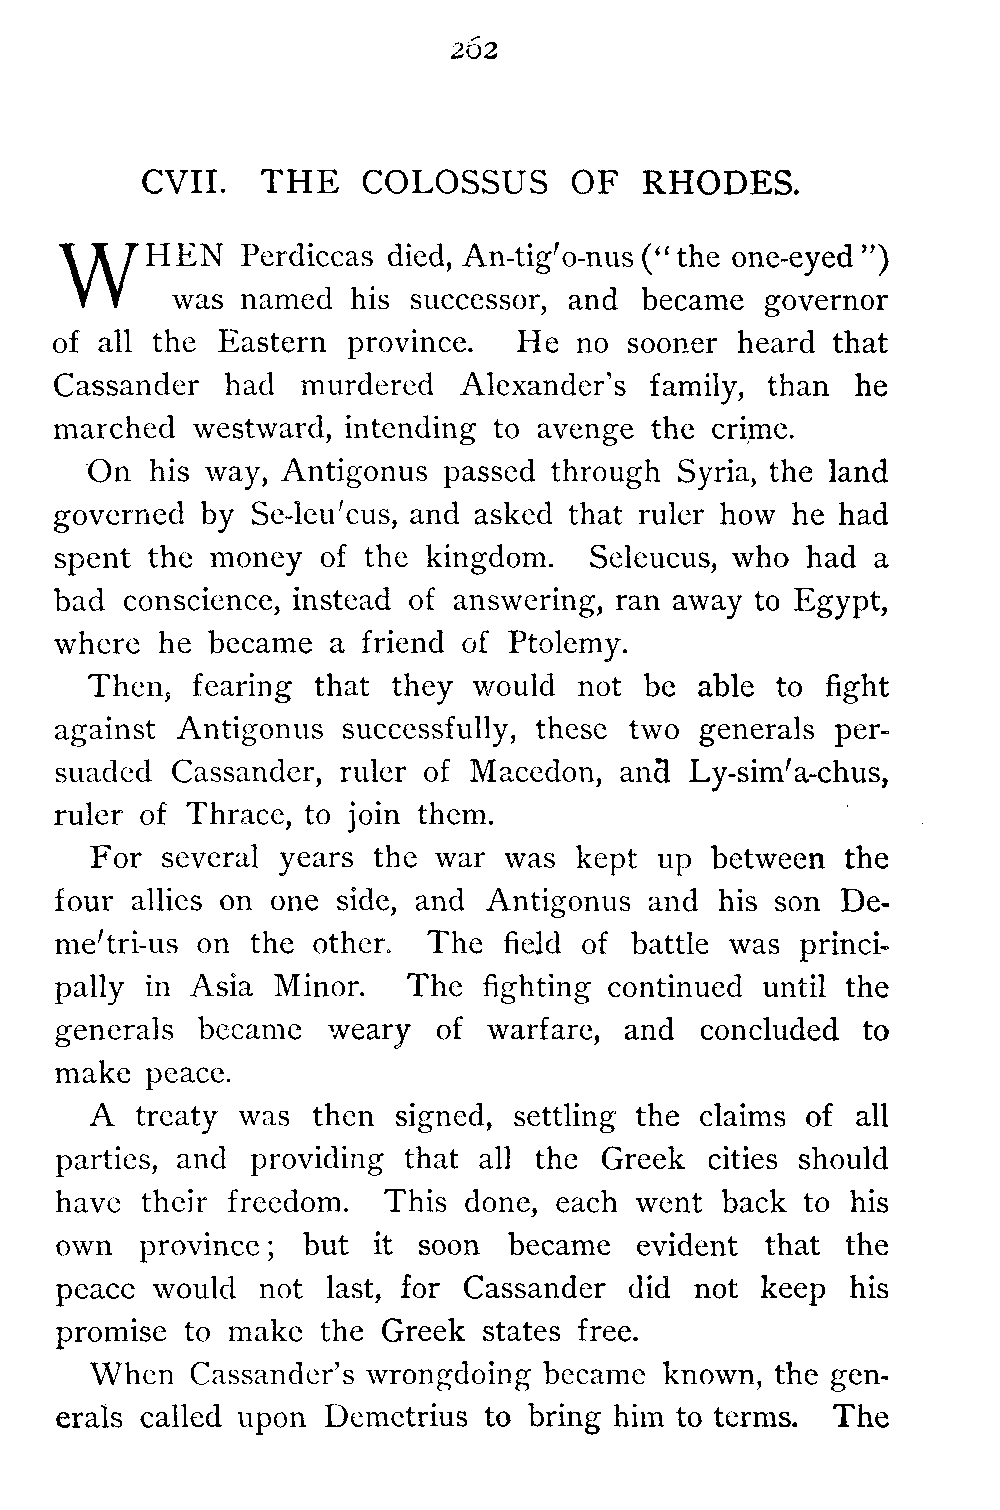 262
CVII. THE COLOSSUS OF RHODES.
WHEN Perdiccas died, An-tig′o-nus (“the one-eyed”)
was named his successor, and became governor
of all the Eastern province. He no sooner heard that
Cassander had murdered Alexander’s family, than he
marched westward, intending to avenge the crime.
On his way, Antigonus passed through Syria, the land
governed by Se-leu′cus, and asked that ruler how he had
spent the money of the kingdom. Seleucus, who had a
bad conscience, instead of answering, ran away to Egypt,
where he became a friend of Ptolemy.
Then, fearing that they would not be able to fight
against Antigonus successfully, these two generals per-
suaded Cassander, ruler of Macedon, and Ly-sim′a-chus,
ruler of Thrace, to join them.
For several years the war was kept up between the
four allies on one side, and Antigonus and his son De-
me′tri-us on the other. The field of battle was princi-
pally in Asia Minor. The fighting continued until the
generals became weary of warfare, and concluded to
make peace.
A treaty was then signed, settling the claims of all
parties, and providing that all the Greek cities should
have their freedom. This done, each went back to his
own province; but it soon became evident that the
peace would not last, for Cassander did not keep his
promise to make the Greek states free.
When Cassander’s wrongdoing became known, the gen-
erals called upon Demetrius to bring him to terms. The